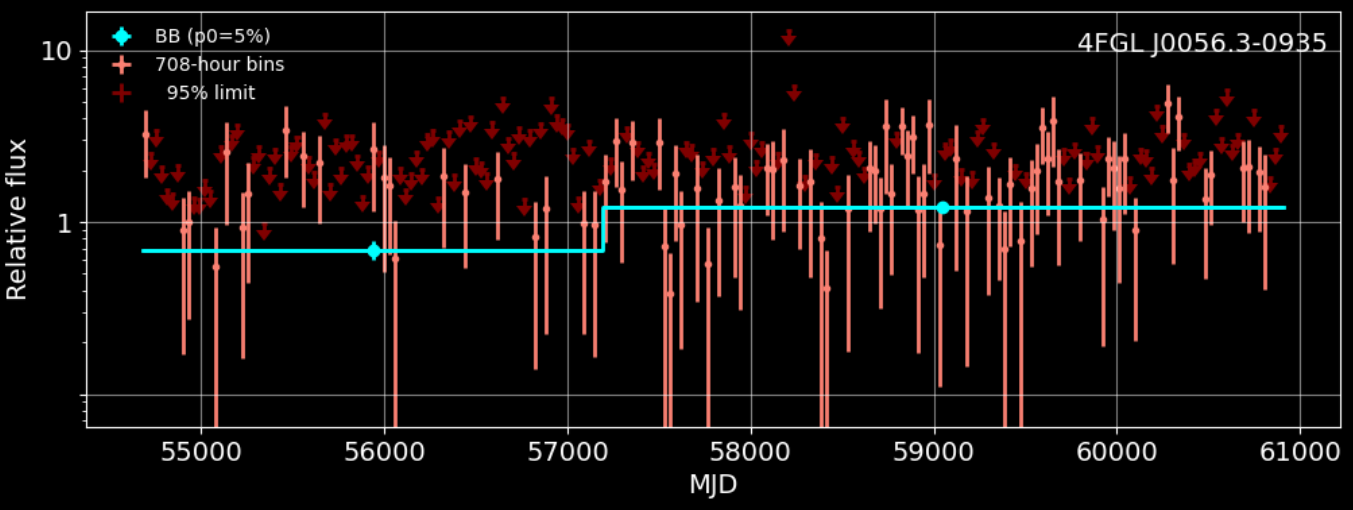 BB (p0=5%)
708-hour bins
95% limit
4FGL J0056.3-0935
10
1
Relative flux
55000 56000 57000 58000 59000 60000 61000
MJD